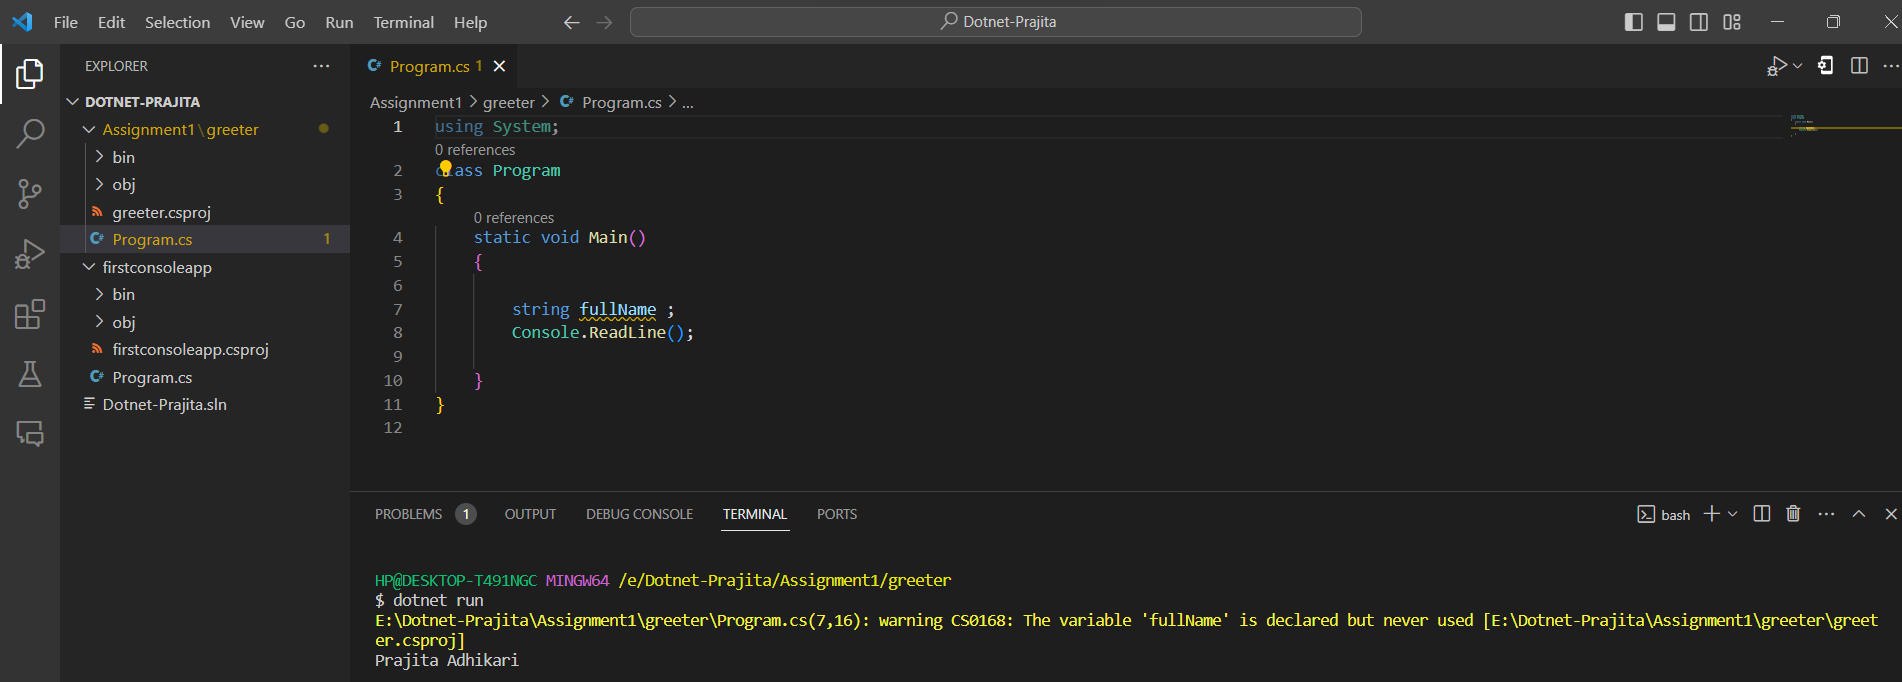 File Edit Selection View Go Run Terminal Help
Dotnet-Prajita
EXPLORER
DOTNET-PRAJITA
Assignment1\greeter
bin
obj
greeter.csproj
Program.cs 1
firstconsoleapp
bin
obj
firstconsoleapp.csproj
Program.cs
Dotnet-Prajita.sln
C# Program.cs 1
Assignment1 > greeter > C# Program.cs > ...
1 using System;
0 references
2 class Program
3 {
0 references
4 static void Main()
5 {
6
7 string fullName ;
8 Console.ReadLine();
9
10 }
11 }
12
PROBLEMS 1 OUTPUT DEBUG CONSOLE TERMINAL PORTS
bash
HP@DESKTOP-T491NGC MINGW64 /e/Dotnet-Prajita/Assignment1/greeter
$ dotnet run
E:\Dotnet-Prajita\Assignment1\greeter\Program.cs(7,16): warning CS0168: The variable 'fullName' is declared but never used [E:\Dotnet-Prajita\Assignment1\greeter\greet
er.csproj]
Prajita Adhikari